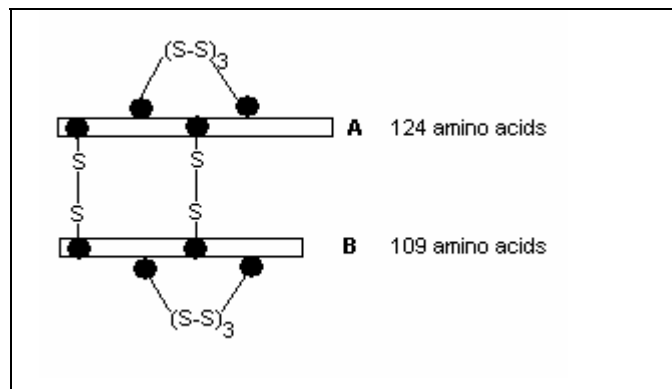 (S-S)3
A 124 amino acids
S S
S S
B 109 amino acids
(S-S)3